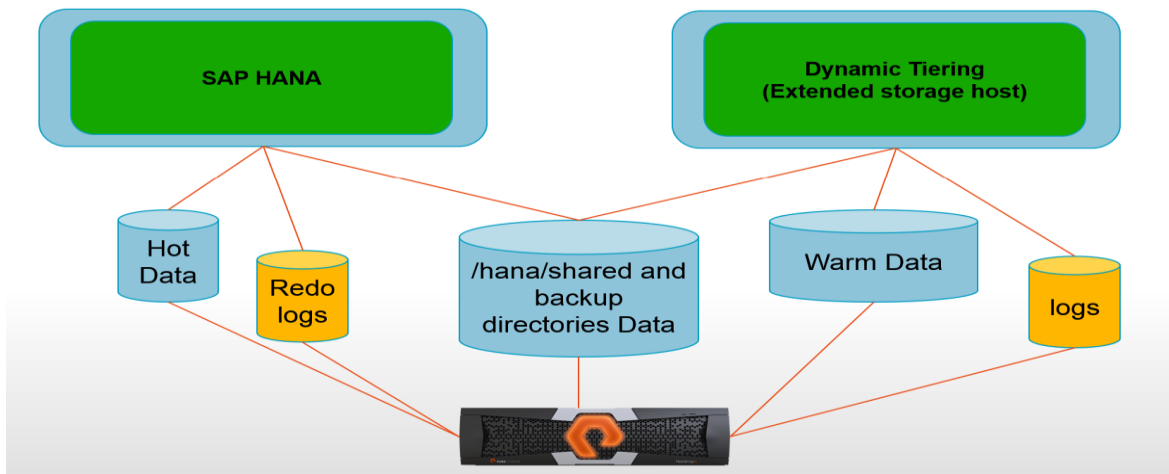 SAP HANA
Dynamic Tiering
(Extended storage host)
Hot
Data
Redo
logs
/hana/shared and
backup
directories Data
Warm Data
logs